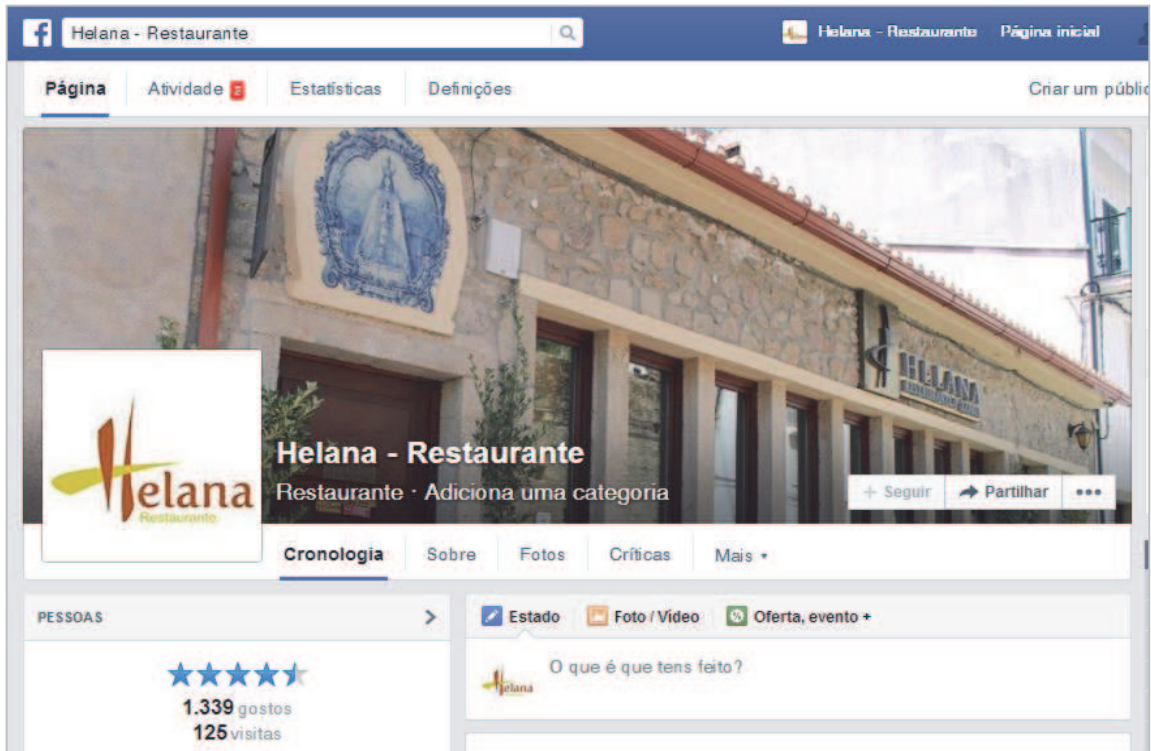 Helana - Restaurante
Helana - Restaurante Página inicial
Página Atividade Estatísticas Definições Criar um públic
HELANA
Helana
Restaurante
Helana - Restaurante
Restaurante · Adiciona uma categoria
+ Seguir Partilhar •••
Cronologia Sobre Fotos Críticas Mais
PESSOAS
Estado Foto / Vídeo Oferta, evento +
O que é que tens feito?
Helana
1.339 gostos
125 visitas